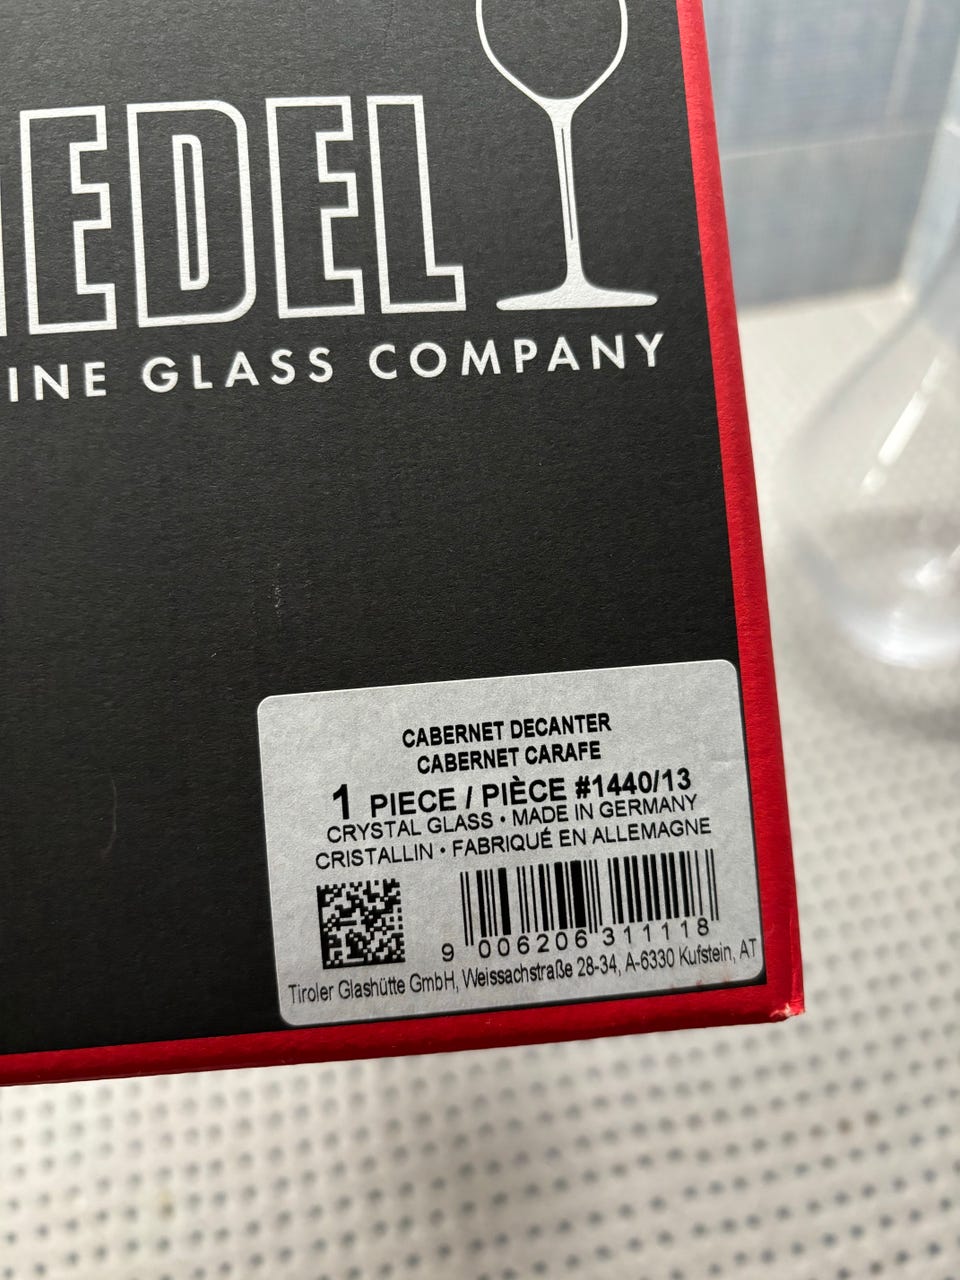 IEDEL
INE GLASS COMPANY
CABERNET DECANTER
CABERNET CARAFE
1 PIECE / PIÈCE #1440/13
CRYSTAL GLASS • MADE IN GERMANY
CRISTALLIN • FABRIQUÉ EN ALLEMAGNE
9 006206 311118
Tiroler Glashütte GmbH, Weissachstraße 28-34, A-6330 Kufstein, AT